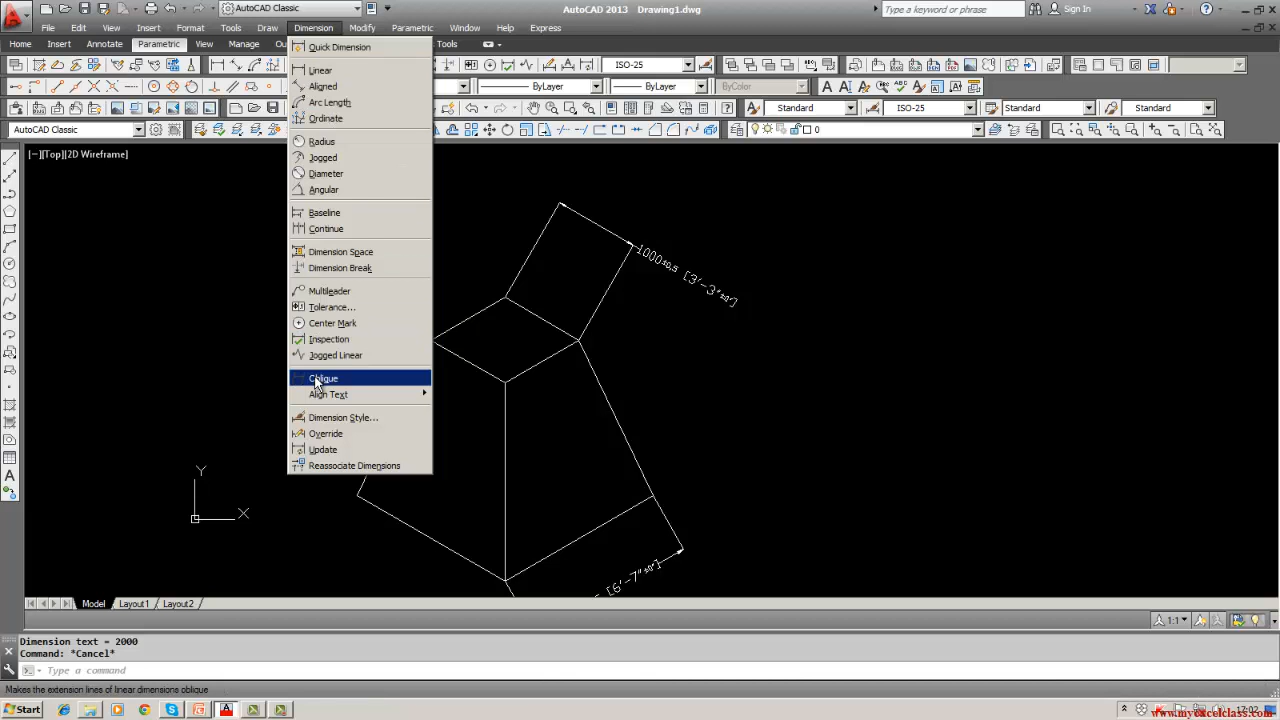 AutoCAD Classic
AutoCAD 2013 Drawing1.dwg
Type a keyword or phrase
Sign In
File Edit View Insert Format Tools Draw Dimension Modify Parametric Window Help Express
Home Insert Annotate Parametric View Manage Tools
ISO-25
ByLayer ByLayer ByColor
Standard ISO-25 Standard Standard
AutoCAD Classic 0
[−][Top][2D Wireframe]
Quick Dimension
Linear
Aligned
Arc Length
Ordinate
Radius
Jogged
Diameter
Angular
Baseline
Continue
Dimension Space
Dimension Break
Multileader
Tolerance...
Center Mark
Inspection
Jogged Linear
Oblique
Align Text
Dimension Style...
Override
Update
Reassociate Dimensions
Y
X
Model Layout1 Layout2
1:1
Dimension text = 2000
Command: *Cancel*
Type a command
Makes the extension lines of linear dimensions oblique
Start
17:02
www.myexcelclass.com